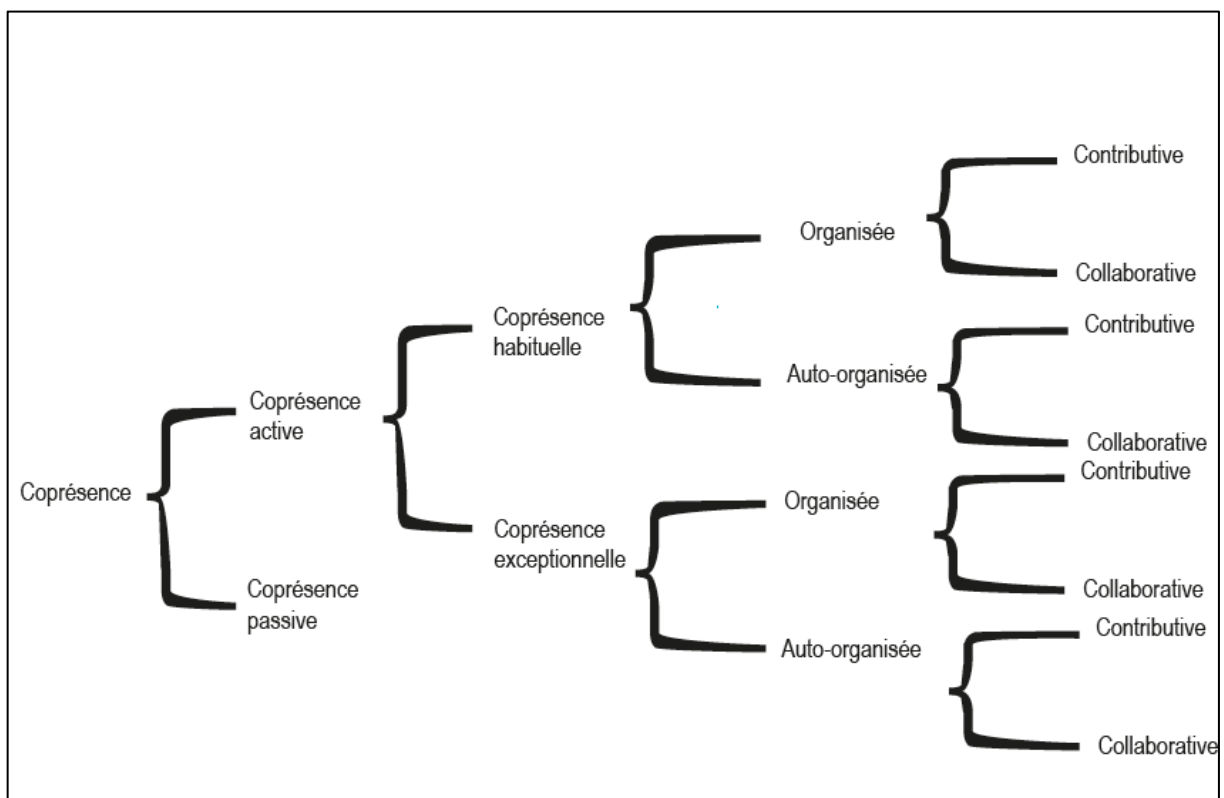 Contributive
Organisée
Collaborative
Contributive
Coprésence
habituelle
Auto-organisée
Coprésence
active
Collaborative
Contributive
Coprésence
Organisée
Coprésence
exceptionnelle
Collaborative
Coprésence
passive
Contributive
Auto-organisée
Collaborative